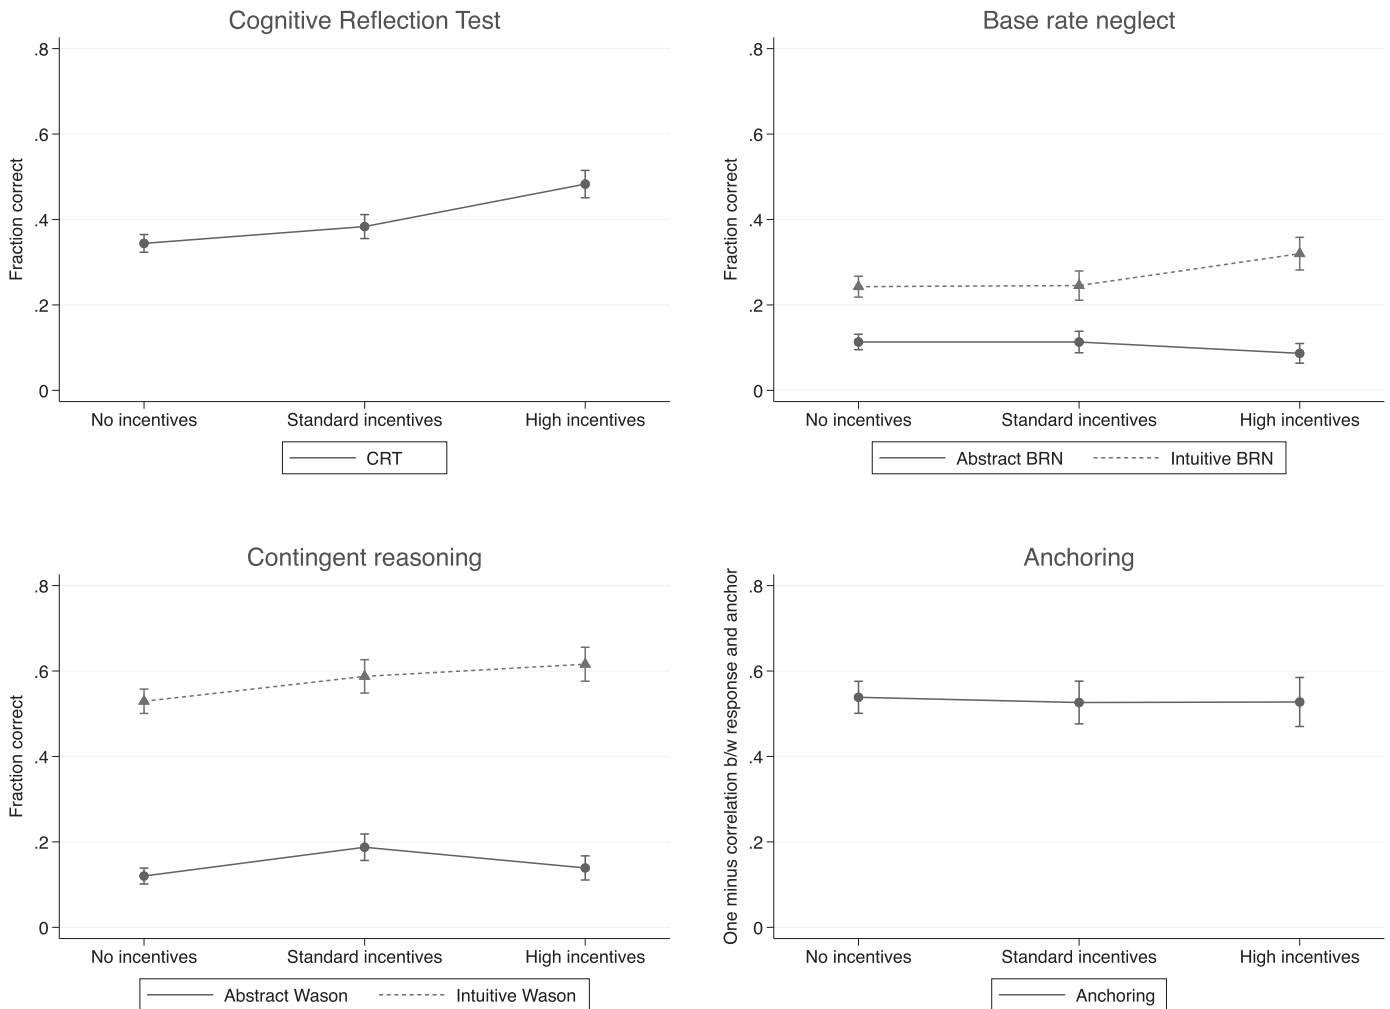 Cognitive Reflection Test
Fraction correct
.8
.6
.4
.2
0
No incentives Standard incentives High incentives
CRT
Base rate neglect
Fraction correct
.8
.6
.4
.2
0
No incentives Standard incentives High incentives
Abstract BRN Intuitive BRN
Contingent reasoning
Fraction correct
.8
.6
.4
.2
0
No incentives Standard incentives High incentives
Abstract Wason Intuitive Wason
Anchoring
One minus correlation b/w response and anchor
.8
.6
.4
.2
0
No incentives Standard incentives High incentives
Anchoring